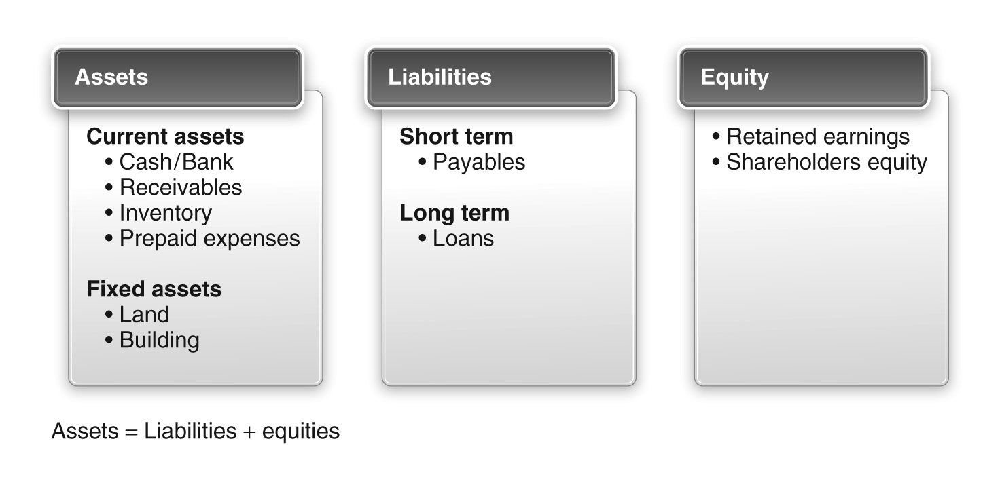 Assets
Current assets
• Cash/Bank
• Receivables
• Inventory
• Prepaid expenses
Fixed assets
• Land
• Building
Liabilities
Short term
• Payables
Long term
• Loans
Equity
• Retained earnings
• Shareholders equity
Assets = Liabilities + equities